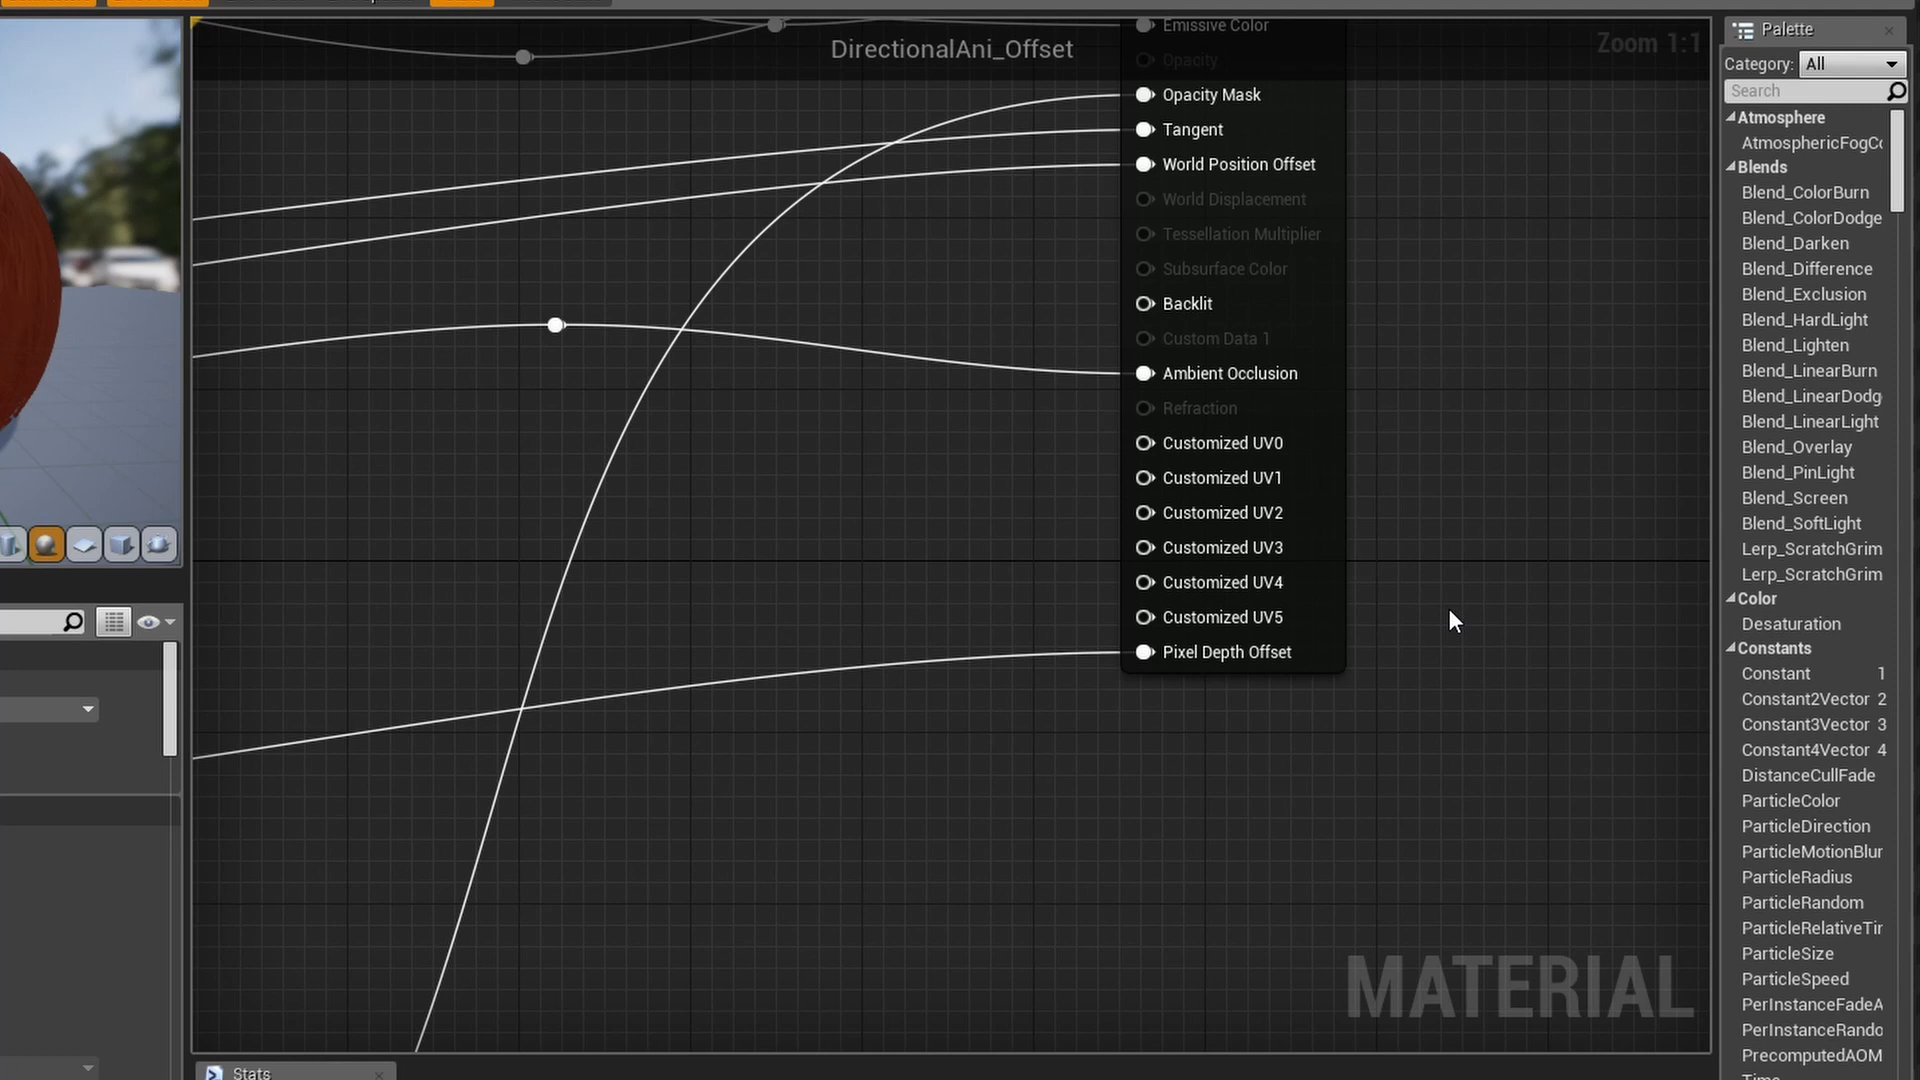 Emissive Color
DirectionalAni_Offset
Zoom 1:1
Opacity
Opacity Mask
Tangent
World Position Offset
World Displacement
Tessellation Multiplier
Subsurface Color
Backlit
Custom Data 1
Ambient Occlusion
Refraction
Customized UV0
Customized UV1
Customized UV2
Customized UV3
Customized UV4
Customized UV5
Pixel Depth Offset
MATERIAL
Stats
Palette
Category: All
Search
Atmosphere
AtmosphericFogCo
Blends
Blend_ColorBurn
Blend_ColorDodge
Blend_Darken
Blend_Difference
Blend_Exclusion
Blend_HardLight
Blend_Lighten
Blend_LinearBurn
Blend_LinearDodg
Blend_LinearLight
Blend_Overlay
Blend_PinLight
Blend_Screen
Blend_SoftLight
Lerp_ScratchGrim
Lerp_ScratchGrim
Color
Desaturation
Constants
Constant 1
Constant2Vector 2
Constant3Vector 3
Constant4Vector 4
DistanceCullFade
ParticleColor
ParticleDirection
ParticleMotionBlur
ParticleRadius
ParticleRandom
ParticleRelativeTir
ParticleSize
ParticleSpeed
PerInstanceFadeA
PerInstanceRando
PrecomputedAOM